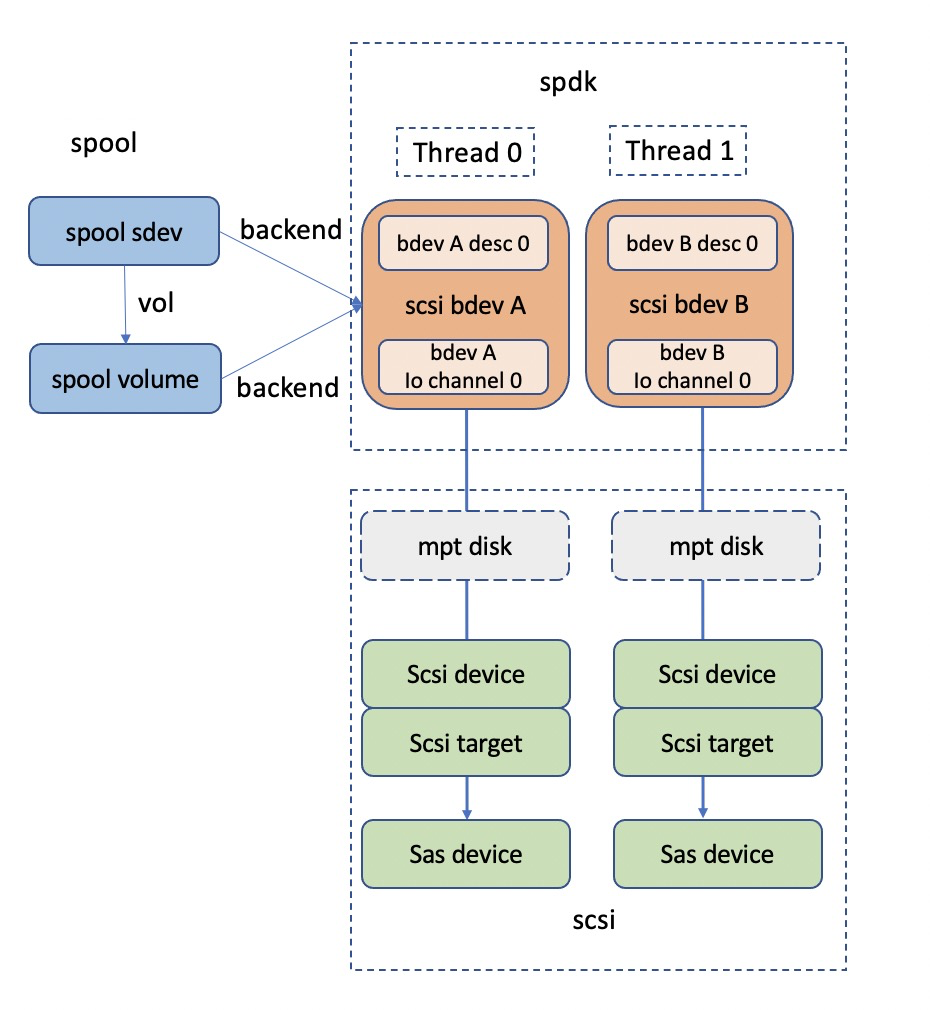 spdk
spool
Thread 0
Thread 1
spool sdev
backend
bdev A desc 0
bdev B desc 0
vol
scsi bdev A
scsi bdev B
spool volume
backend
bdev A
Io channel 0
bdev B
Io channel 0
mpt disk
mpt disk
Scsi device
Scsi device
Scsi target
Scsi target
Sas device
Sas device
scsi